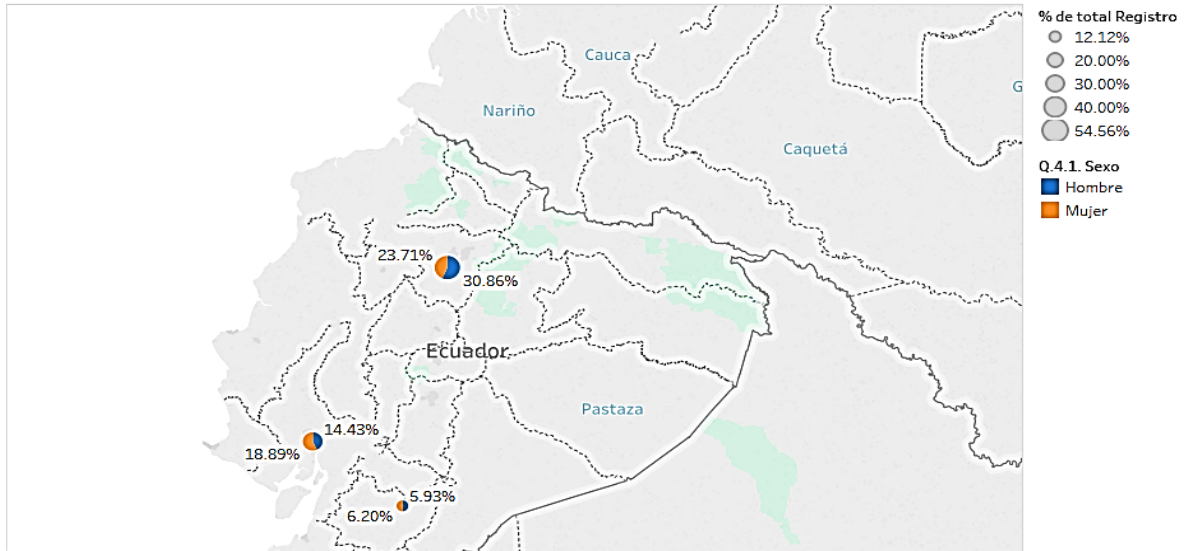 Cauca
Nariño
Caquetá
G
23.71%
30.86%
Ecuador
Pastaza
14.43%
18.89%
5.93%
6.20%
% de total Registro
12.12%
20.00%
30.00%
40.00%
54.56%
Q.4.1. Sexo
Hombre
Mujer